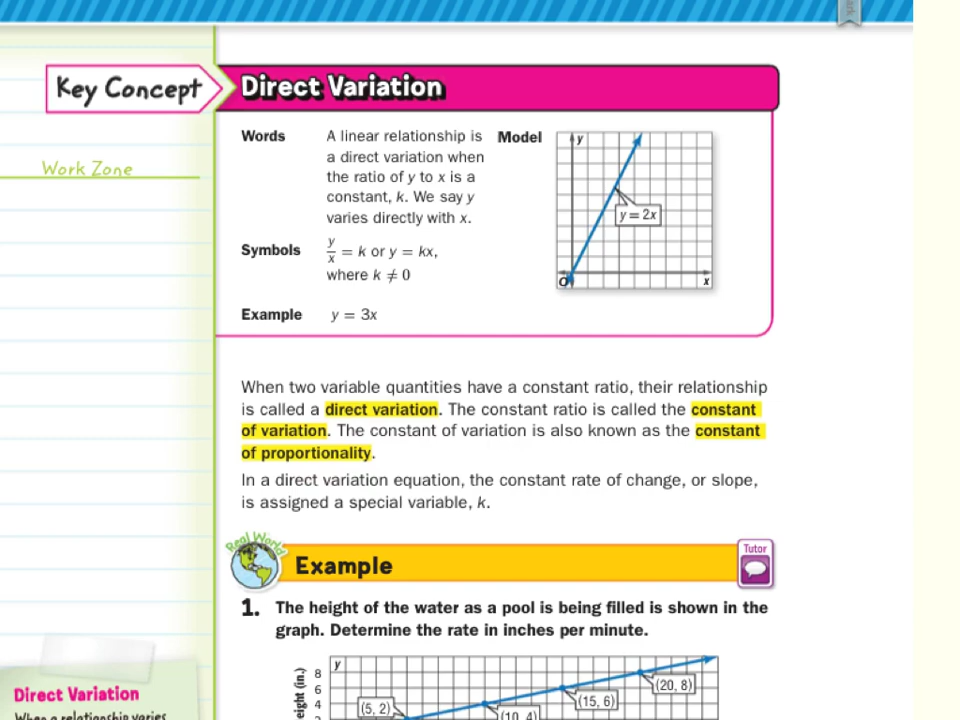 Key Concept
Direct Variation
Work Zone
Words
A linear relationship is
a direct variation when
the ratio of y to x is a
constant, k. We say y
varies directly with x.
Model
y
y = 2x
O
x
Symbols
y/x = k or y = kx,
where k ≠ 0
Example
y = 3x
When two variable quantities have a constant ratio, their relationship
is called a direct variation. The constant ratio is called the constant
of variation. The constant of variation is also known as the constant
of proportionality.
In a direct variation equation, the constant rate of change, or slope,
is assigned a special variable, k.
Real World
Example
Tutor
1. The height of the water as a pool is being filled is shown in the
graph. Determine the rate in inches per minute.
y
8
6
4
(20, 8)
(15, 6)
(5, 2)
(10, 4)
Direct Variation
When a relationship varies